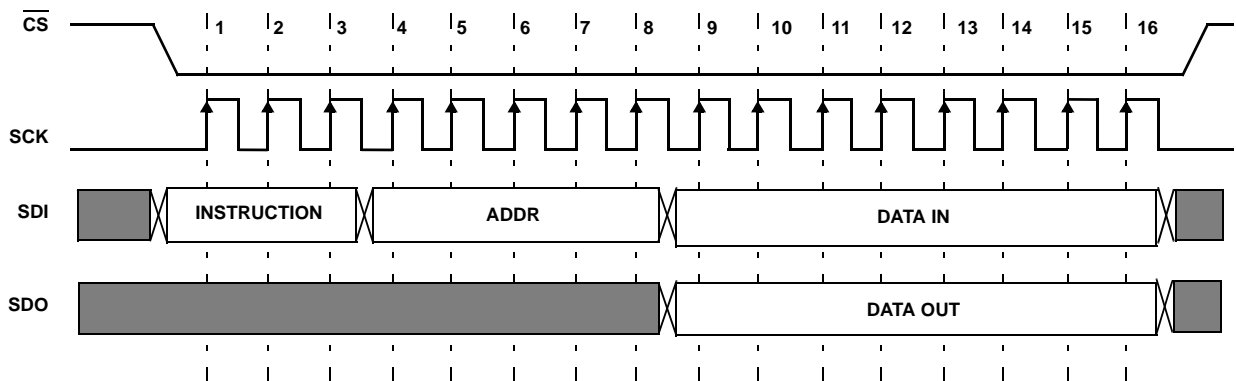 CS 1 2 3 4 5 6 7 8 9 10 11 12 13 14 15 16
SCK
SDI INSTRUCTION ADDR DATA IN
SDO DATA OUT